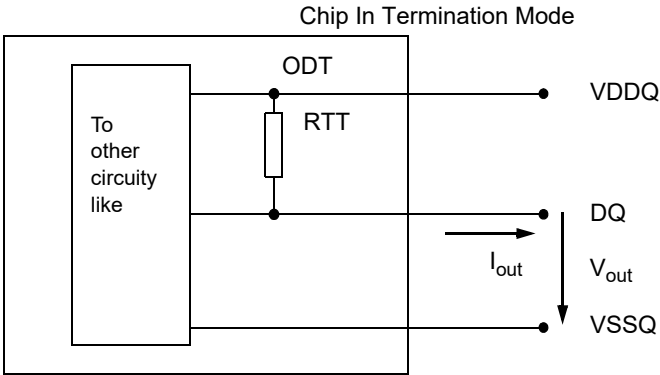 Chip In Termination Mode
ODT
VDDQ
RTT
To
other
circuity
like
DQ
Iout
Vout
VSSQ